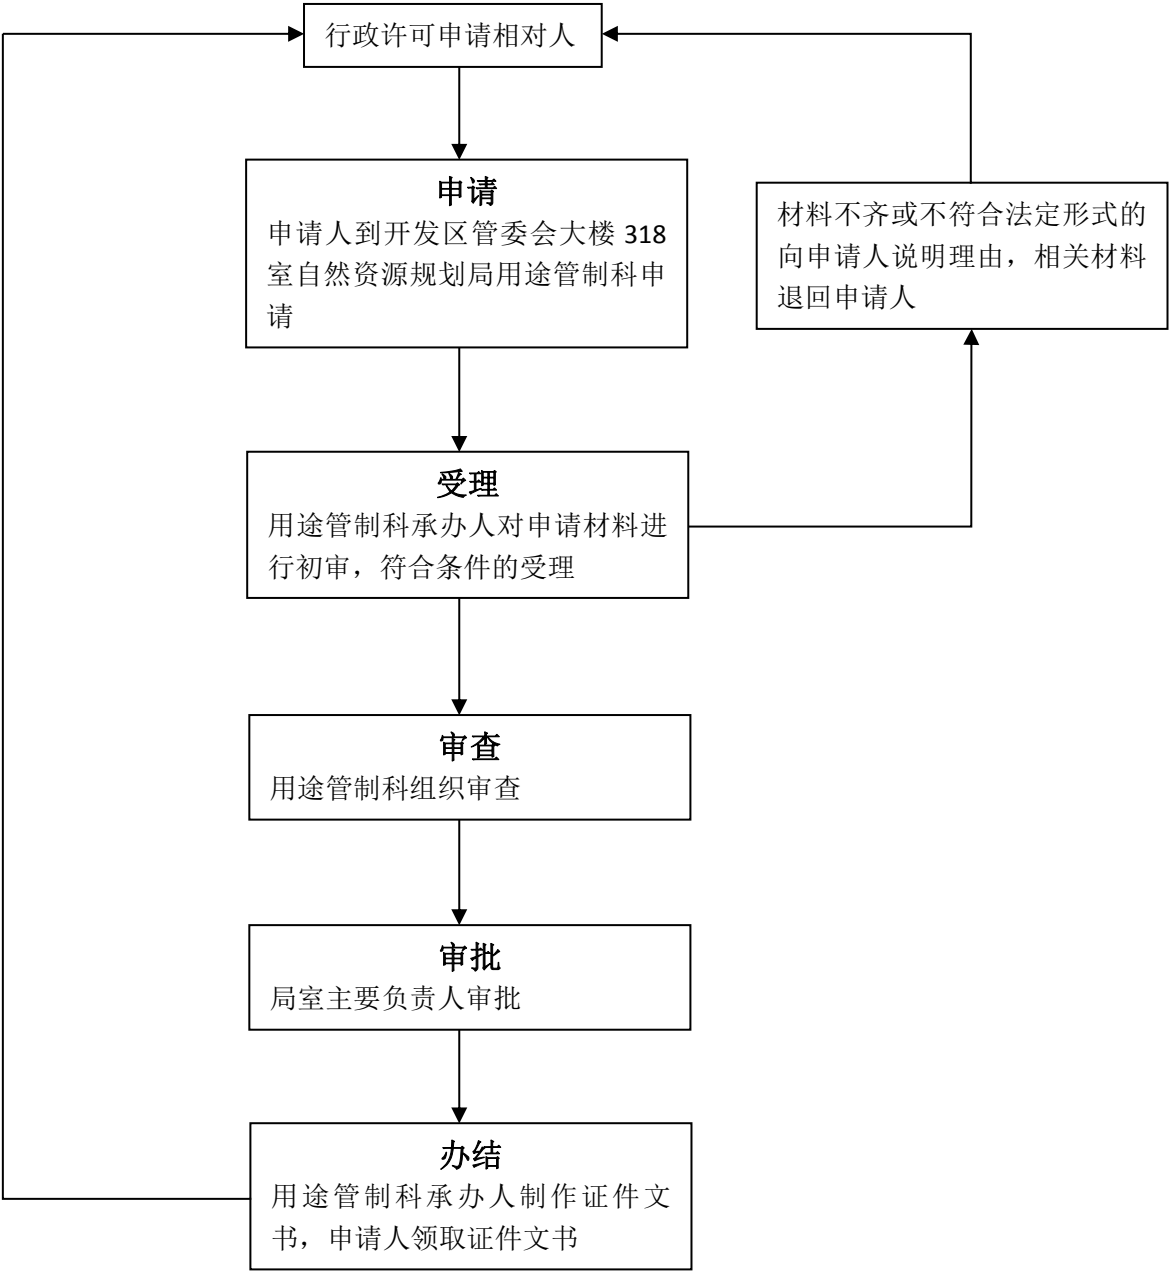 行政许可申请相对人
申请
申请人到开发区管委会大楼 318
室自然资源规划局用途管制科申
请
材料不齐或不符合法定形式的
向申请人说明理由，相关材料
退回申请人
受理
用途管制科承办人对申请材料进
行初审，符合条件的受理
审查
用途管制科组织审查
审批
局室主要负责人审批
办结
用途管制科承办人制作证件文
书，申请人领取证件文书